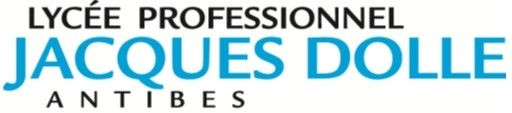 LYCÉE PROFESSIONNEL
JACQUES DOLLE
ANTIBES